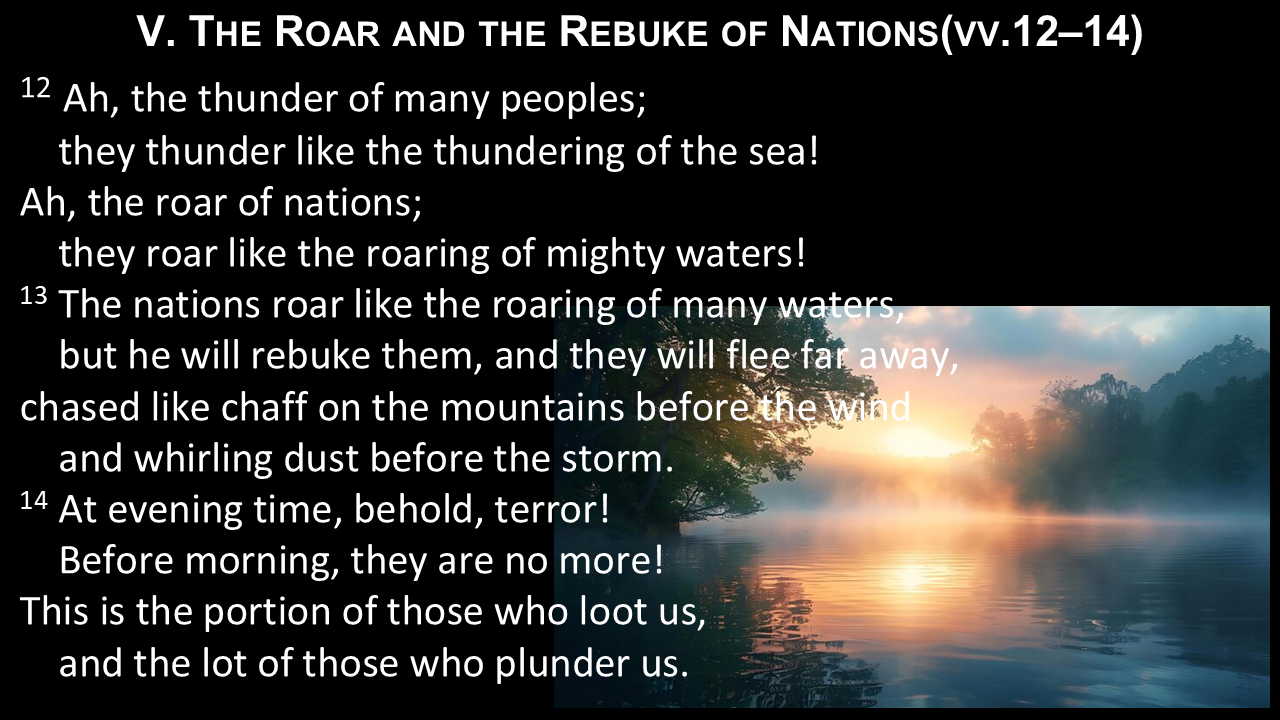 V. The Roar and the Rebuke of Nations(vv.12–14)
12 Ah, the thunder of many peoples;
they thunder like the thundering of the sea!
Ah, the roar of nations;
they roar like the roaring of mighty waters!
13 The nations roar like the roaring of many waters,
but he will rebuke them, and they will flee far away,
chased like chaff on the mountains before the wind
and whirling dust before the storm.
14 At evening time, behold, terror!
Before morning, they are no more!
This is the portion of those who loot us,
and the lot of those who plunder us.